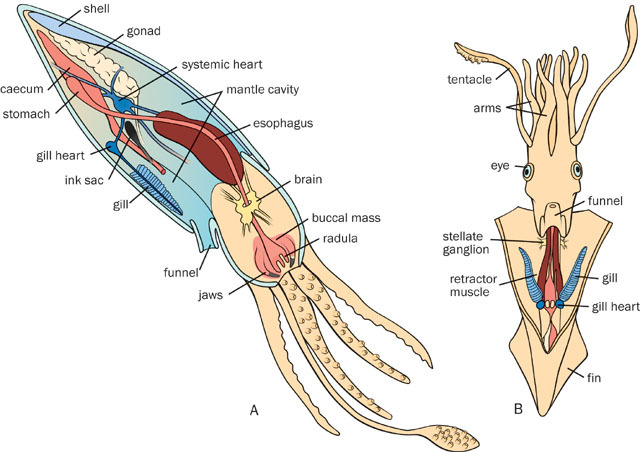 shell
gonad
systemic heart
caecum
mantle cavity
stomach
esophagus
gill heart
ink sac
gill
brain
buccal mass
radula
funnel
jaws
A
tentacle
arms
eye
funnel
stellate
ganglion
retractor
muscle
gill
gill heart
fin
B